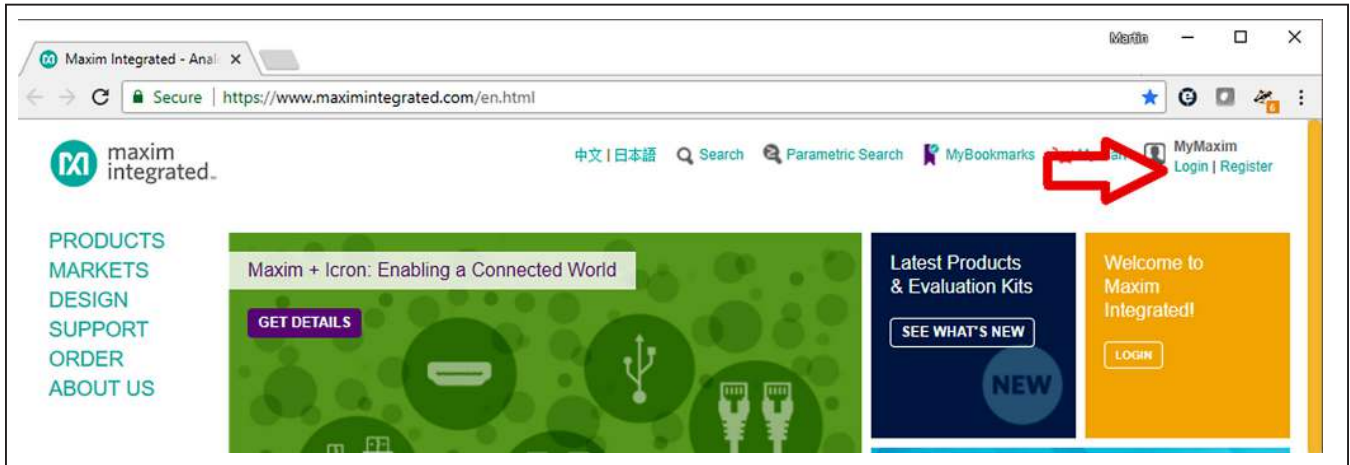 Martin
Maxim Integrated - Anal
Secure | https://www.maximintegrated.com/en.html
6
maxim
integrated
中文 | 日本語 Search Parametric Search MyBookmarks
MyMaxim
Login | Register
PRODUCTS
MARKETS
DESIGN
SUPPORT
ORDER
ABOUT US
Maxim + Icron: Enabling a Connected World
GET DETAILS
Latest Products
& Evaluation Kits
SEE WHAT'S NEW
NEW
Welcome to
Maxim
Integrated!
LOGIN